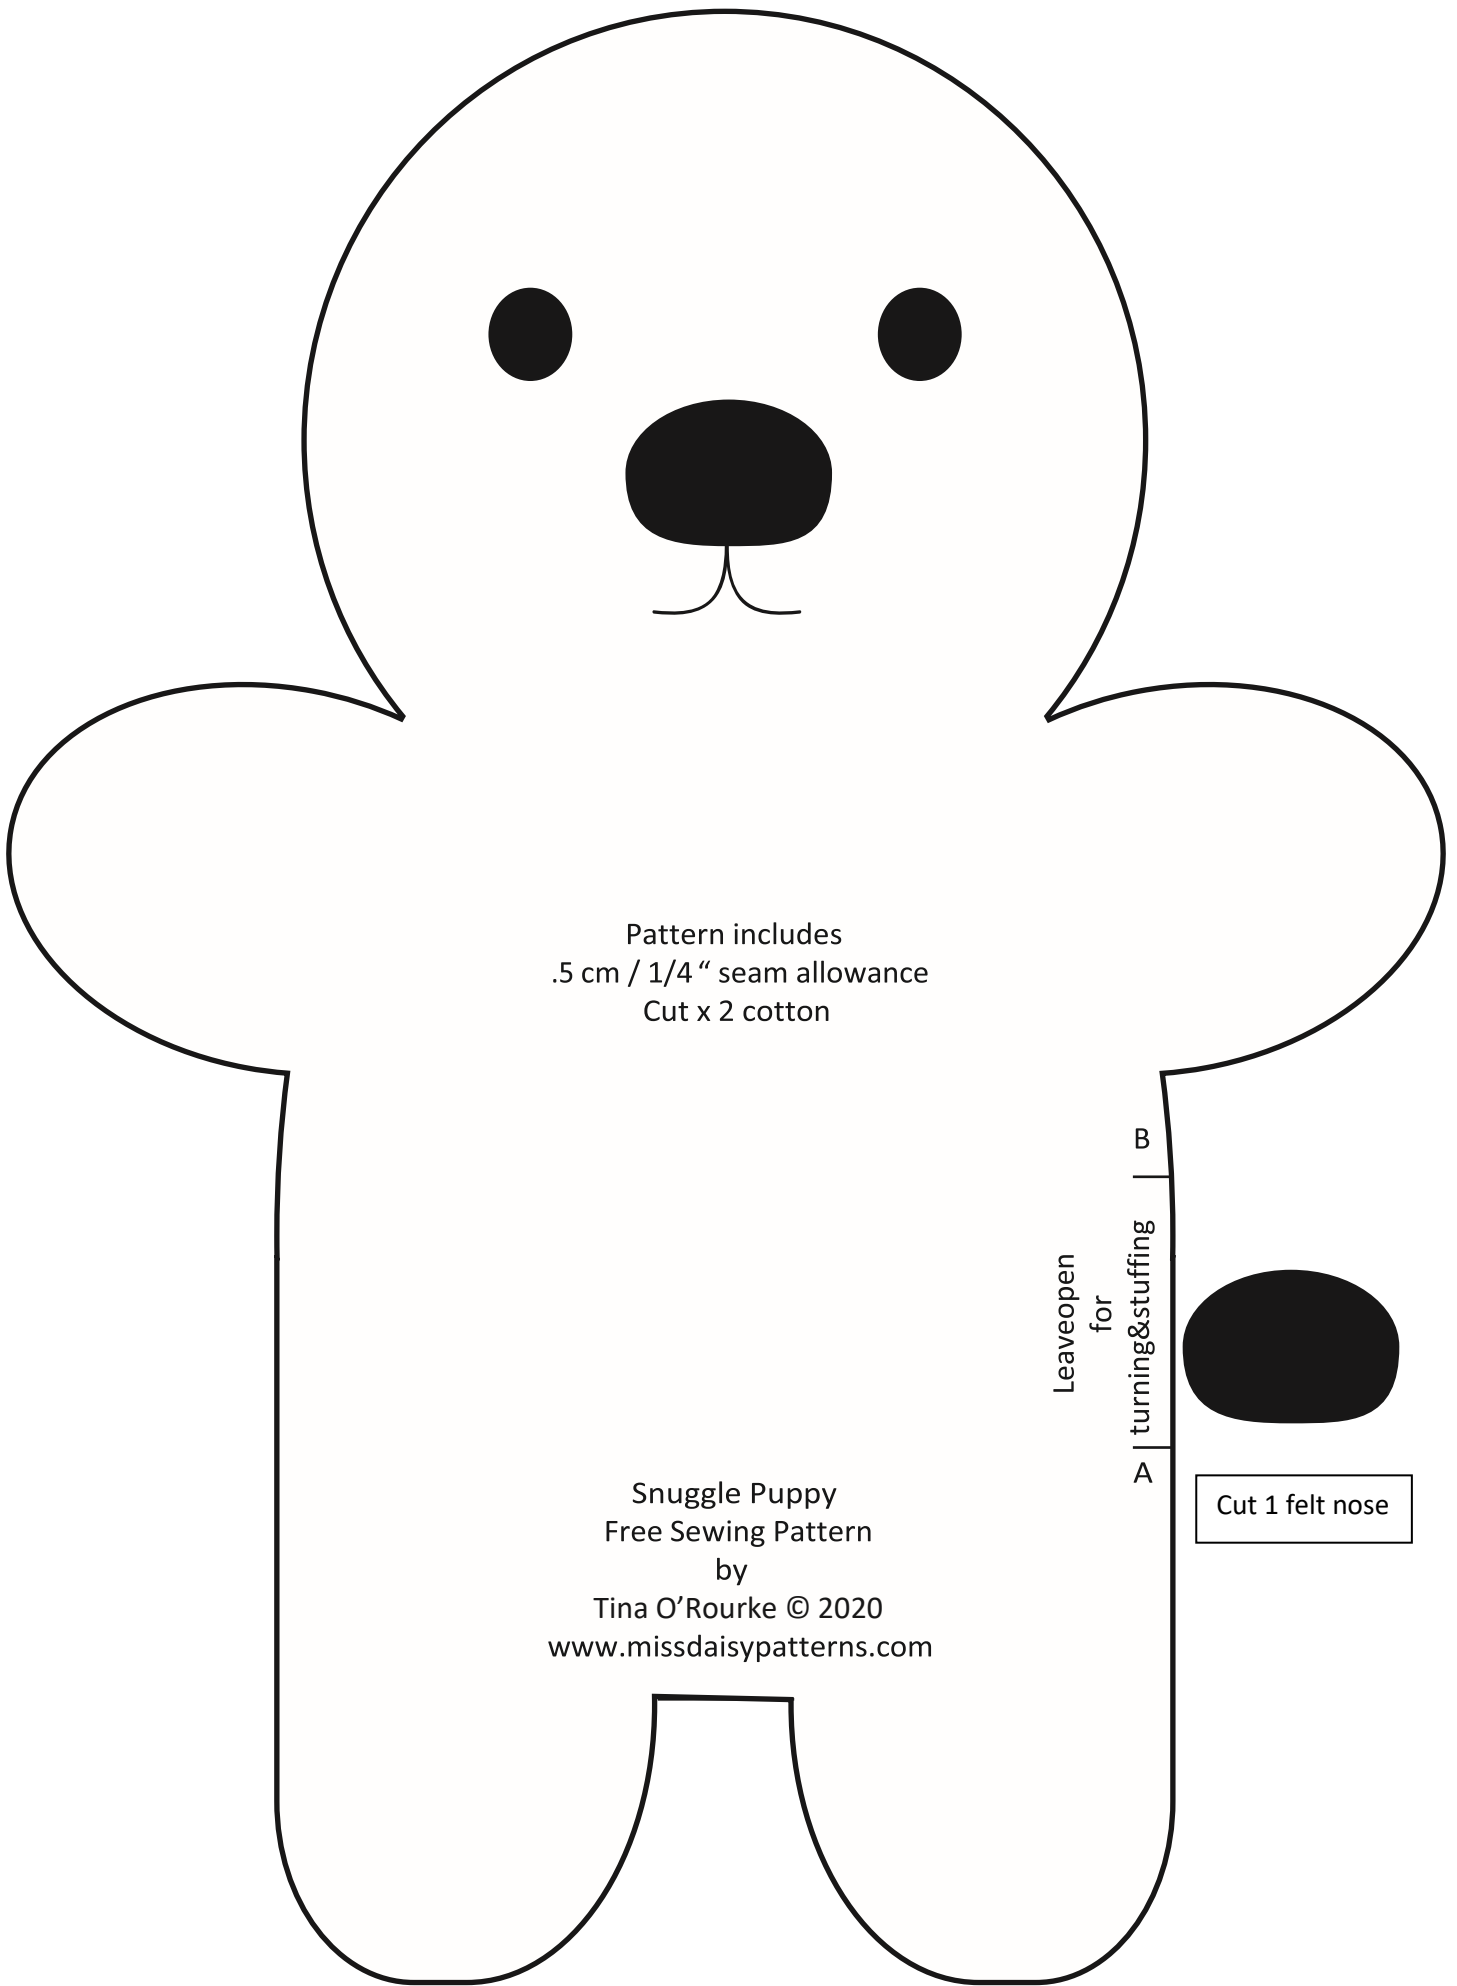 Pattern includes
.5 cm / 1/4 “ seam allowance
Cut x 2 cotton
B
Leaveopen
for
turning&stuffing
A
Cut 1 felt nose
Snuggle Puppy
Free Sewing Pattern
by
Tina O’Rourke © 2020
www.missdaisypatterns.com